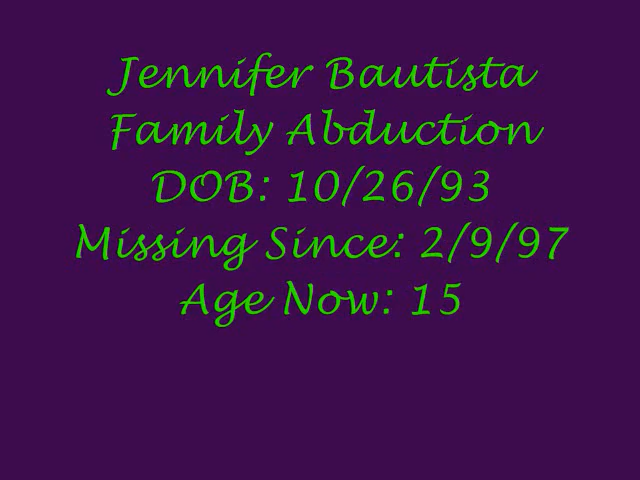 Jennifer Bautista
Family Abduction
DOB: 10/26/93
Missing Since: 2/9/97
Age Now: 15